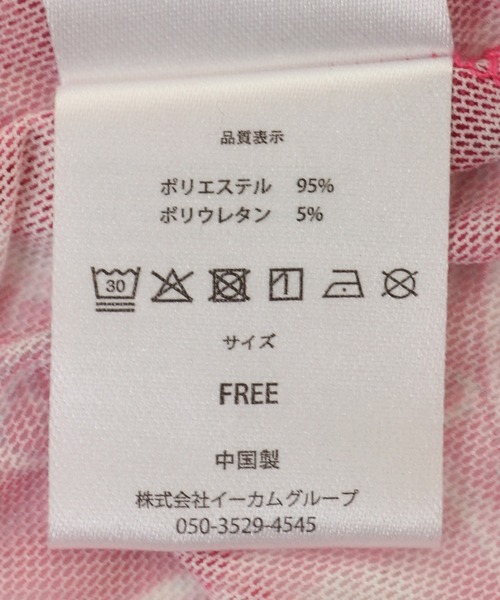 品質表示
ポリエステル 95%
ポリウレタン 5%
30
サイズ
FREE
中国製
株式会社イーカムグループ
050-3529-4545